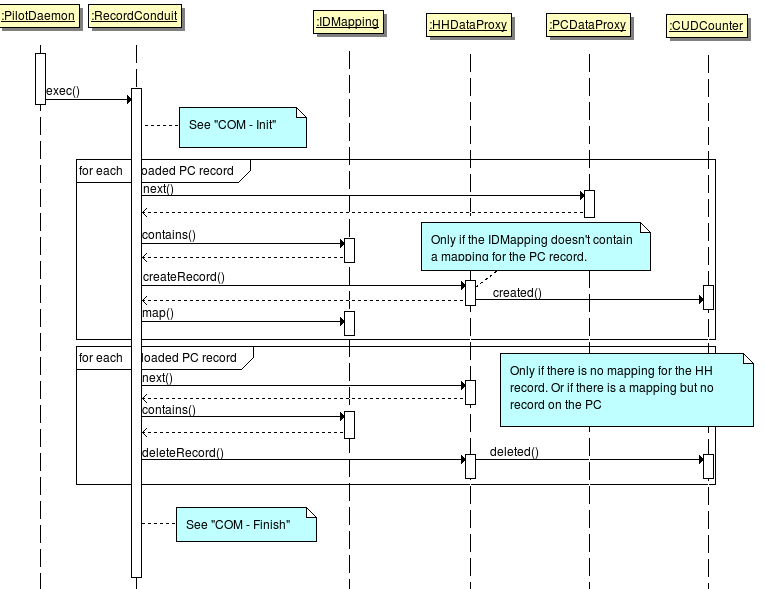 :PilotDaemon
:RecordConduit
:IDMapping
:HHDataProxy
:PCDataProxy
:CUDCounter
exec()
See "COM - Init"
for each
oaded PC record
next()
contains()
Only if the IDMapping doesn't contain
a mapping for the PC record.
createRecord()
created()
map()
for each
loaded PC record
Only if there is no mapping for the HH
record. Or if there is a mapping but no
record on the PC
next()
contains()
deleteRecord()
deleted()
See "COM - Finish"